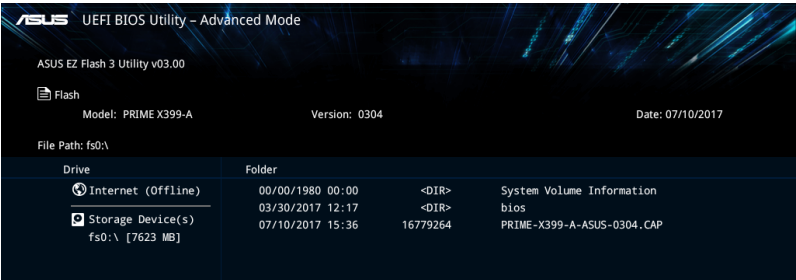 ASUS UEFI BIOS Utility – Advanced Mode
ASUS EZ Flash 3 Utility v03.00
Flash
Model: PRIME X399-A Version: 0304 Date: 07/10/2017
File Path: fs0:\
Drive Folder
Internet (Offline) 00/00/1980 00:00 <DIR> System Volume Information
03/30/2017 12:17 <DIR> bios
Storage Device(s) 07/10/2017 15:36 16779264 PRIME-X399-A-ASUS-0304.CAP
fs0:\ [7623 MB]